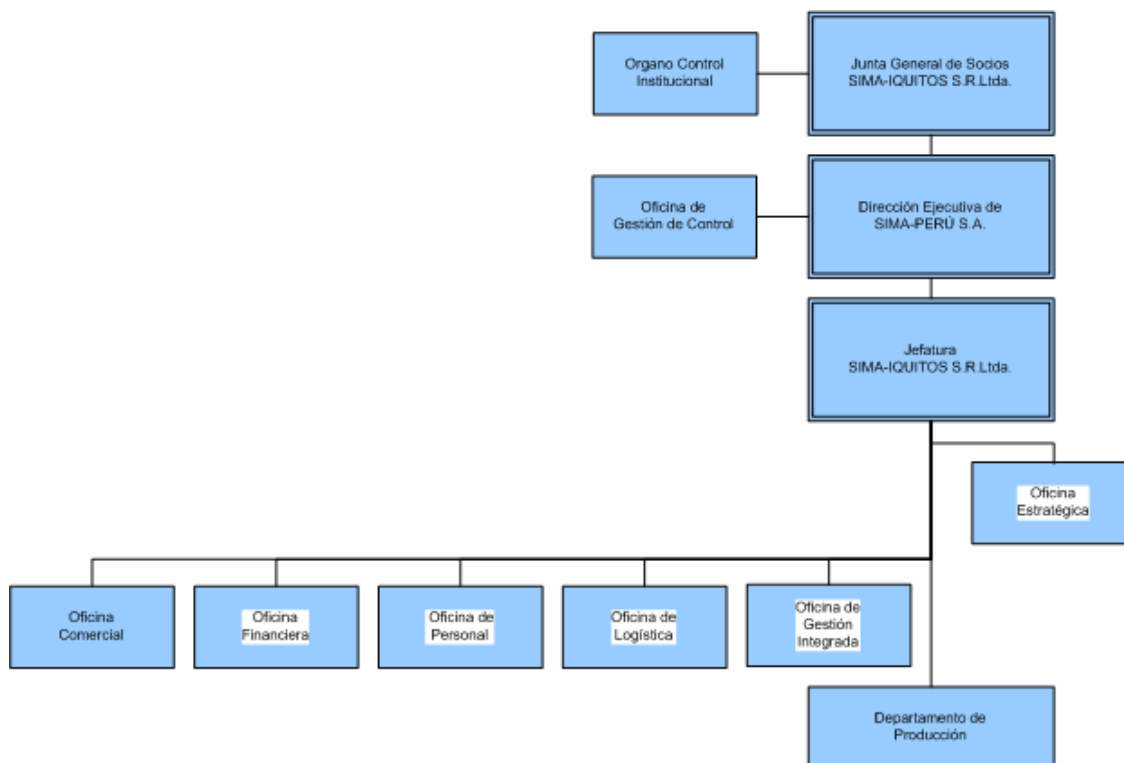 Organo Control
Institucional
Junta General de Socios
SIMA-IQUITOS S.R.Ltda.
Oficina de
Gestión de Control
Dirección Ejecutiva de
SIMA-PERÚ S.A.
Jefatura
SIMA-IQUITOS S.R.Ltda.
Oficina
Estratégica
Oficina
Comercial
Oficina
Financiera
Oficina de
Personal
Oficina de
Logística
Oficina de
Gestión
Integrada
Departamento de
Producción